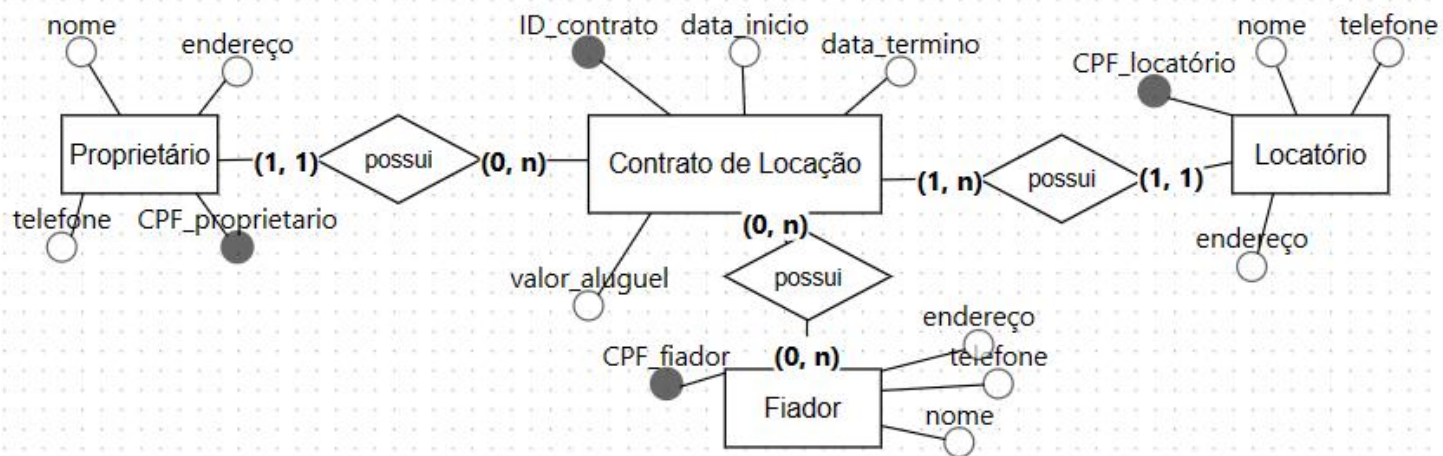 nome
endereço
ID_contrato
data_inicio
data_termino
nome
telefone
CPF_locatório
Proprietário
(1, 1)
possui
(0, n)
Contrato de Locação
(1, n)
possui
(1, 1)
Locatório
telefone
CPF_proprietario
(0, n)
endereço
valor_aluguel
possui
endereço
CPF_fiador
(0, n)
telefone
Fiador
nome